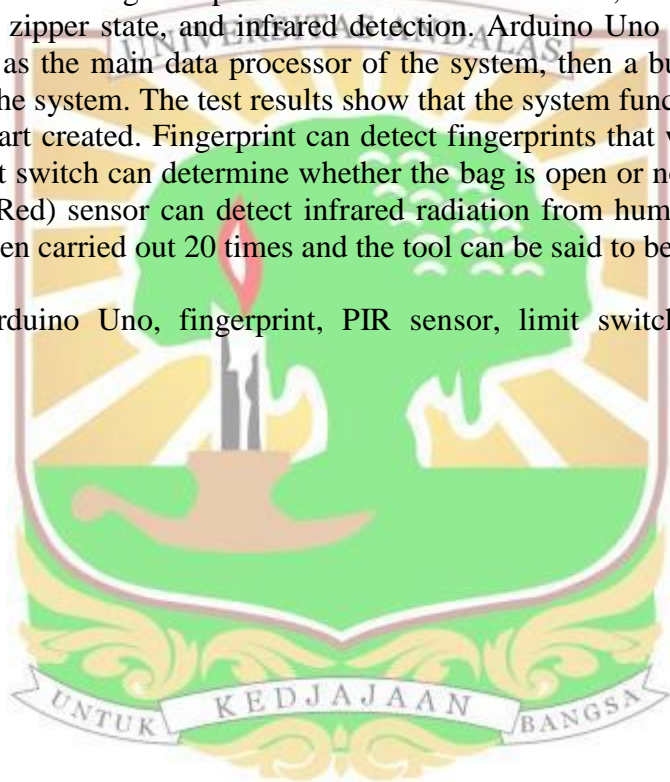 zipper state, and infrared detection. Arduino Uno
UNIVERSITAS ANDALAS
as the main data processor of the system, then a bu
he system. The test results show that the system func
art created. Fingerprint can detect fingerprints that w
t switch can determine whether the bag is open or no
Red) sensor can detect infrared radiation from hum
en carried out 20 times and the tool can be said to be
rduino Uno, fingerprint, PIR sensor, limit switch
UNTUK KEDJAJAAN BANGSA